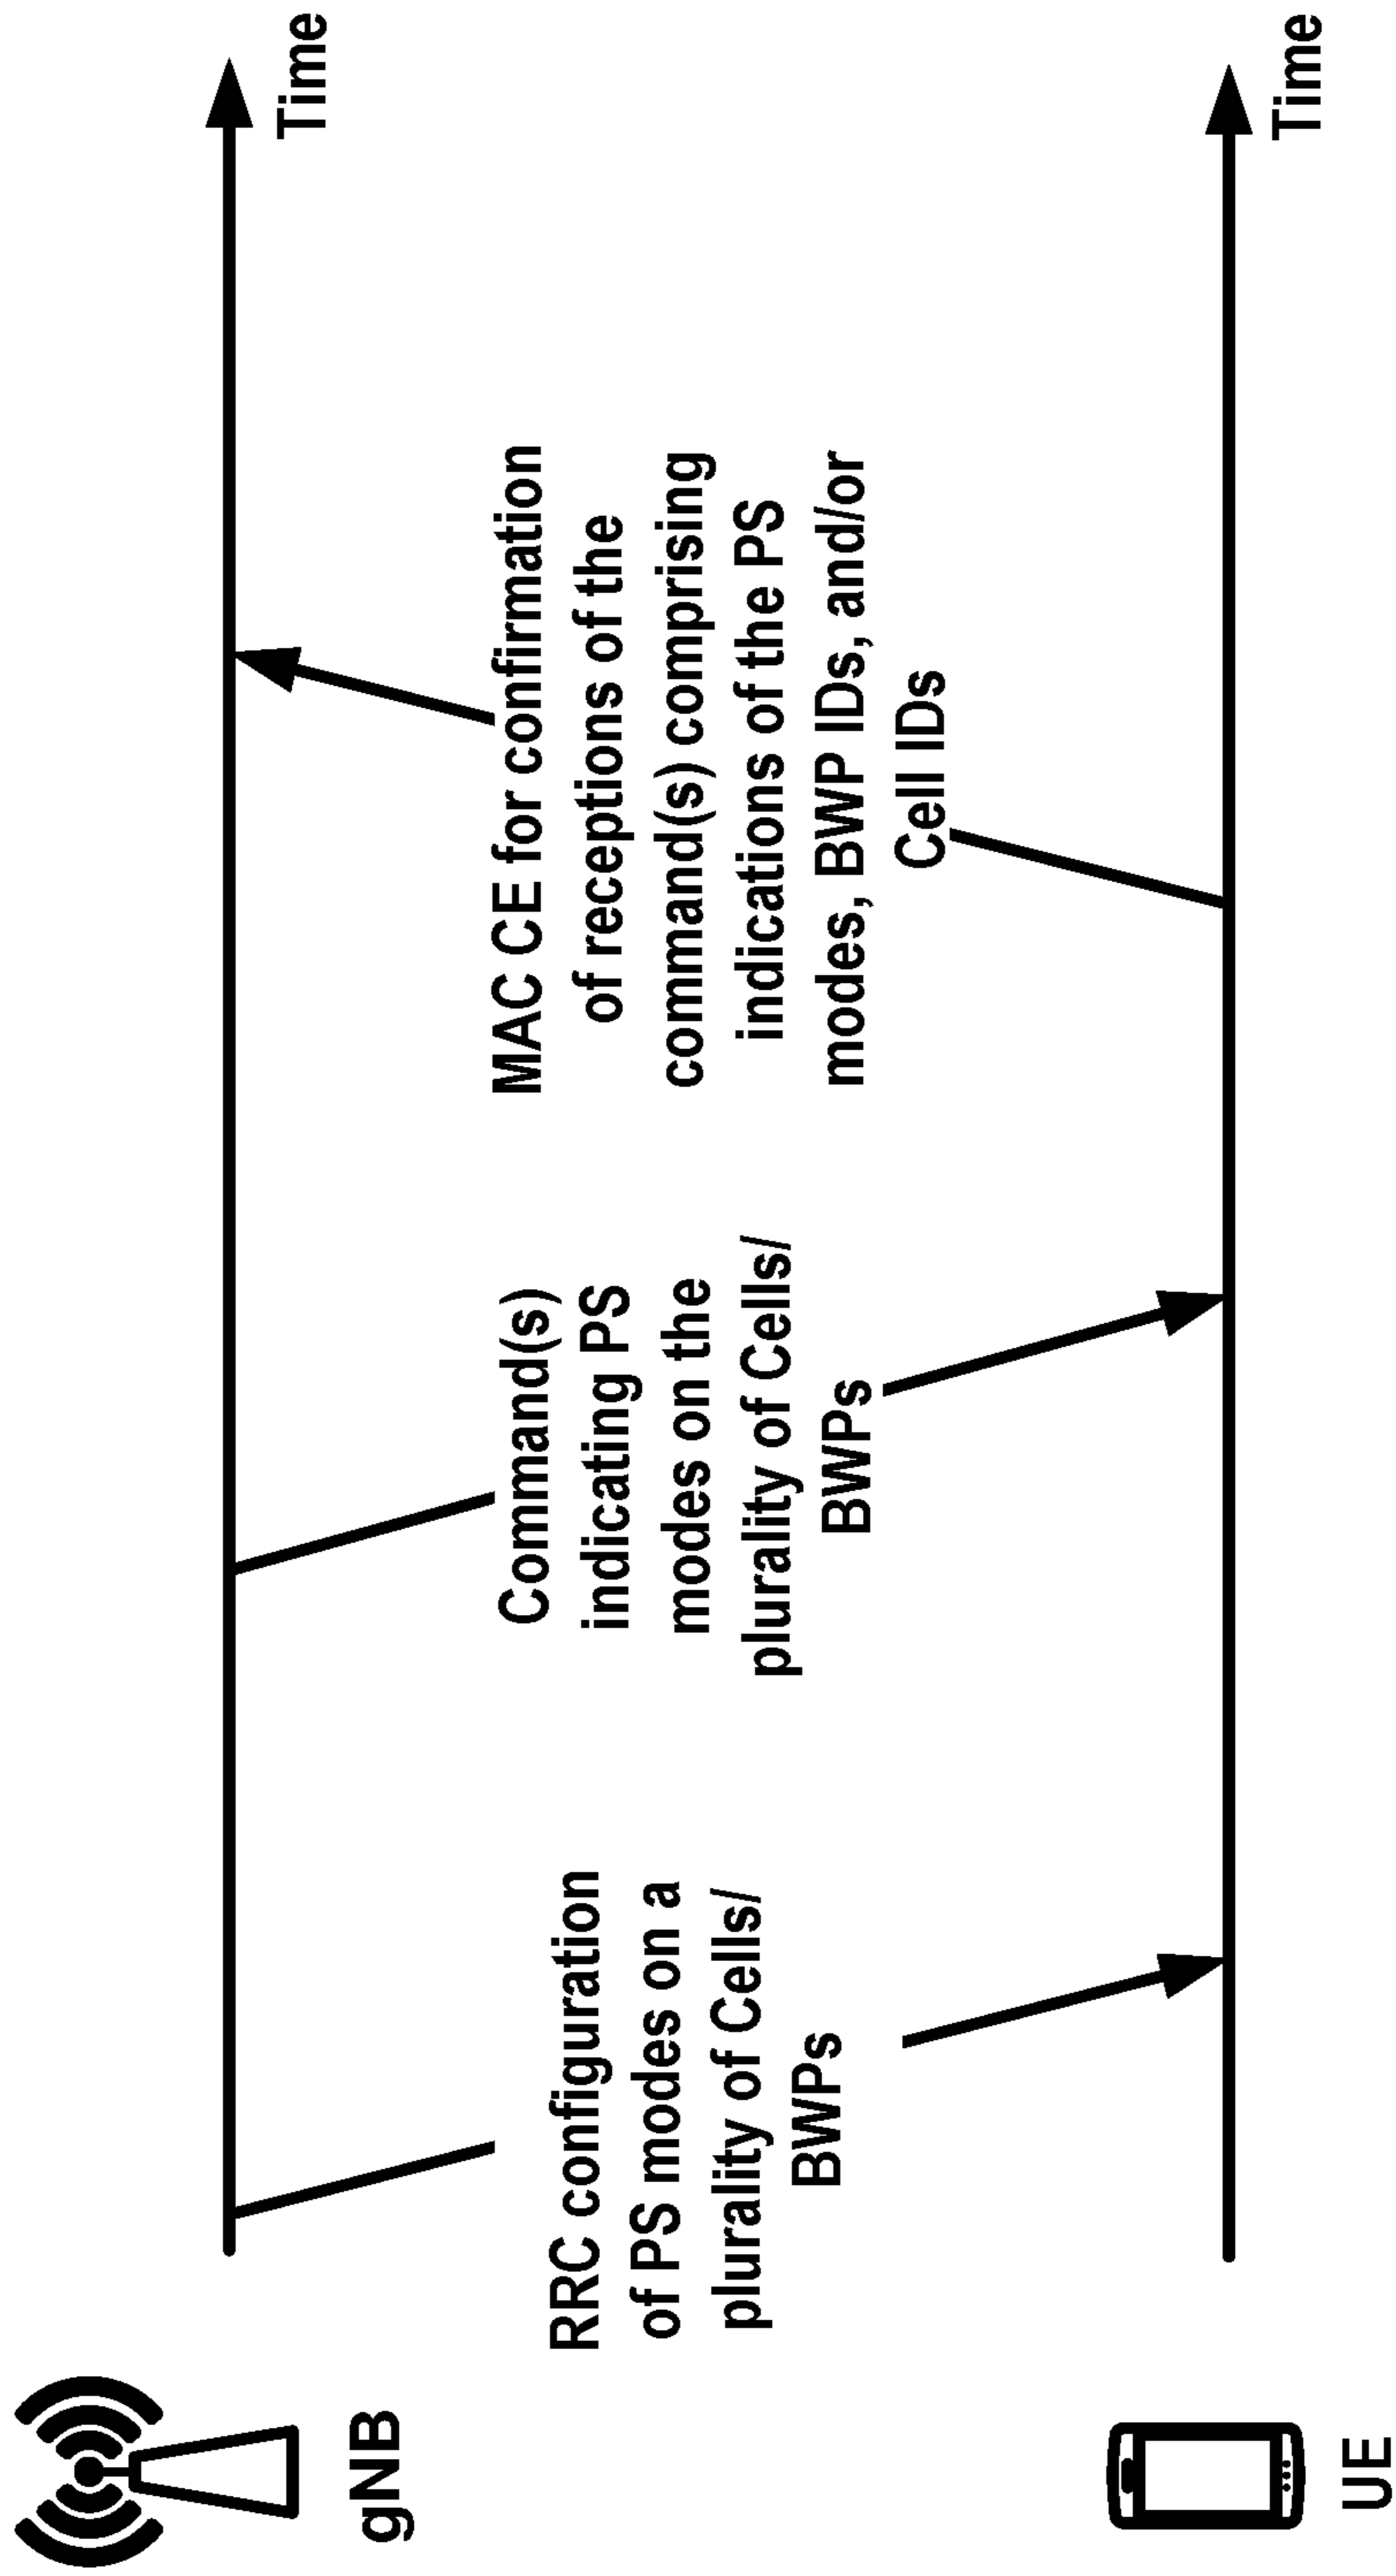 gNB
Time
RRC configuration
of PS modes on a
plurality of Cells/
BWPs
Command(s)
indicating PS
modes on the
plurality of Cells/
BWPs
MAC CE for confirmation
of receptions of the
command(s) comprising
indications of the PS
modes, BWP IDs, and/or
Cell IDs
UE
Time